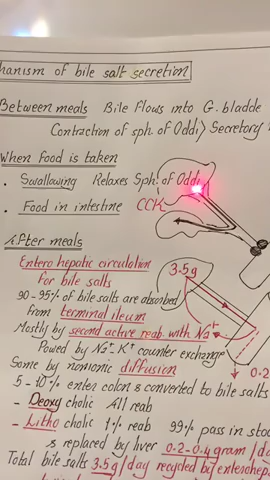 hanism of bile salt secretion
Between meals Bile Flows into G-bladde
Contraction of sph. of Oddi > Secretory
When Food is taken
. Swallowing Relaxes Sph. of Oddi
. Food in intestine CCK
After meals
Entero hepatic circulation
for bile salts
3.5g
90-95% of bile salts are absorbed
from terminal ileum
Mostly by second active reab. with Na+
Powed by Na+-K+ counter exchange
Some by nonionic diffusion
0.2
5-10% enter colon & converted to bile salts
- Deoxy cholic All reab
- Litho cholic 1% reab 99% pass in stoo
& replaced by liver 0.2-0.4 gram/da
Total bile salts 3.5g/day recycled by enterohep